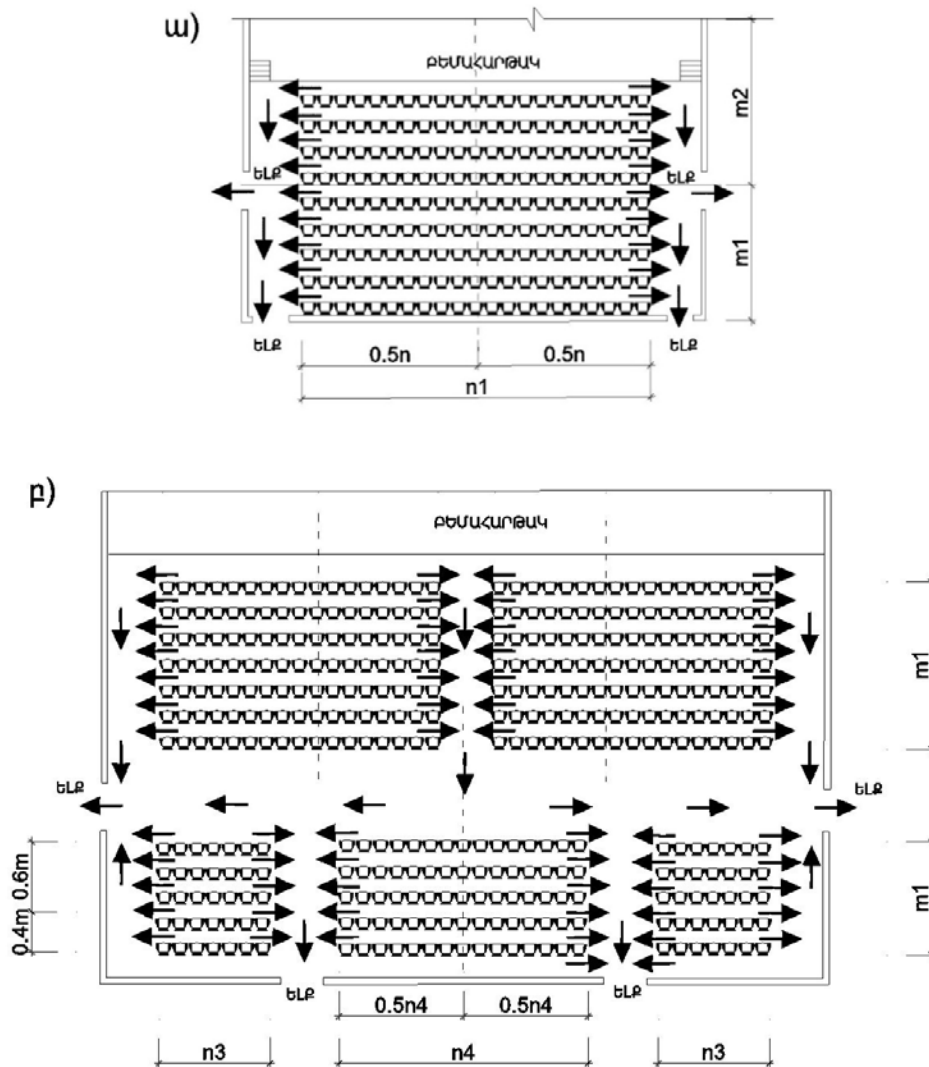 ա)
ԲԵՄԱՀԱՐԹԱԿ
m2
ԵԼՔ
ԵԼՔ
m1
ԵԼՔ
ԵԼՔ
0.5n
0.5n
n1
բ)
ԲԵՄԱՀԱՐԹԱԿ
m1
ԵԼՔ
ԵԼՔ
0.6m
0.4m
m1
ԵԼՔ
ԵԼՔ
0.5n4
0.5n4
n3
n4
n3